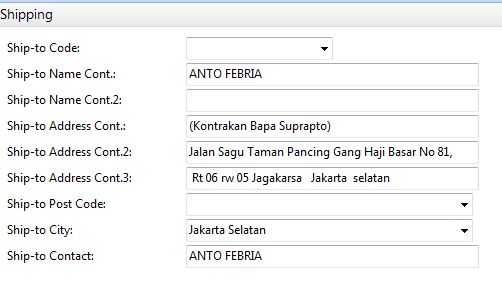 Shipping
Ship-to Code:
Ship-to Name Cont.: ANTO FEBRIA
Ship-to Name Cont.2:
Ship-to Address Cont.: (Kontrakan Bapa Suprapto)
Ship-to Address Cont.2: Jalan Sagu Taman Pancing Gang Haji Basar No 81,
Ship-to Address Cont.3: Rt 06 rw 05 Jagakarsa Jakarta selatan
Ship-to Post Code:
Ship-to City: Jakarta Selatan
Ship-to Contact: ANTO FEBRIA